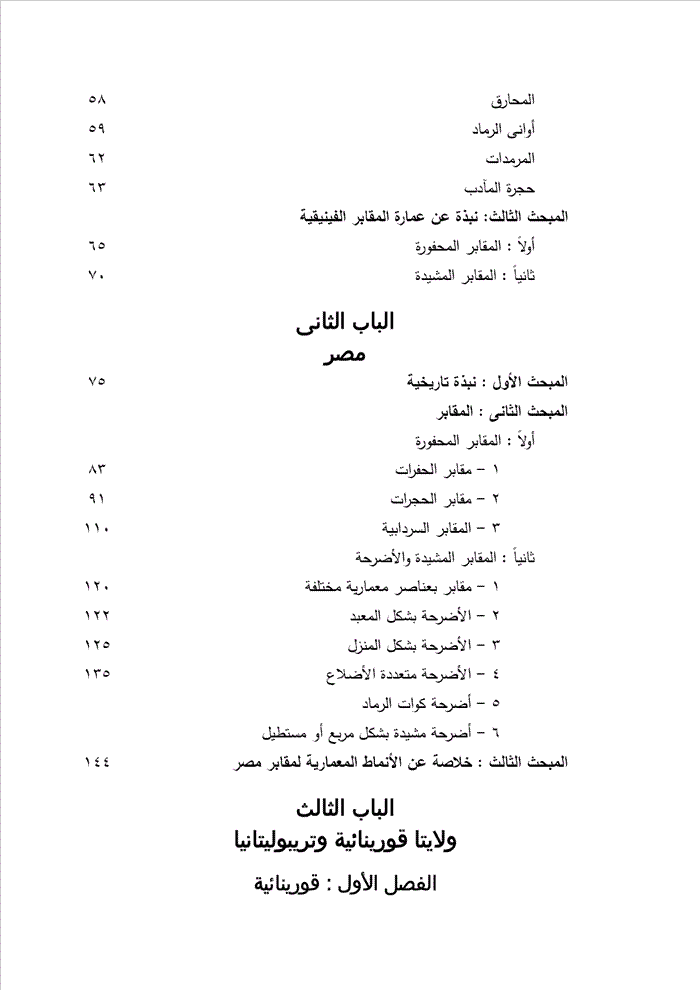 المحارق ٥٨
أوانى الرماد ٥٩
المرمدات ٦٢
حجرة المآدب ٦٣
المبحث الثالث: نبذة عن عمارة المقابر الفينيقية
أولاً : المقابر المحفورة ٦٥
ثانياً : المقابر المشيدة ٧٠
الباب الثانى
مصر
المبحث الأول : نبذة تاريخية ٧٥
المبحث الثانى : المقابر
أولاً : المقابر المحفورة
١ – مقابر الحفرات ٨٣
٢ – مقابر الحجرات ٩١
٣ – المقابر السردابية ١١٠
ثانياً : المقابر المشيدة والأضرحة
١ – مقابر بعناصر معمارية مختلفة ١٢٠
٢ – الأضرحة بشكل المعبد ١٢٢
٣ – الأضرحة بشكل المنزل ١٢٥
٤ – الأضرحة متعددة الأضلاع ١٣٥
٥ – أضرحة كوات الرماد
٦ – أضرحة مشيدة بشكل مربع أو مستطيل
المبحث الثالث : خلاصة عن الأنماط المعمارية لمقابر مصر ١٤٤
الباب الثالث
ولايتا قورينائية وتريبوليتانيا
الفصل الأول : قورينائية